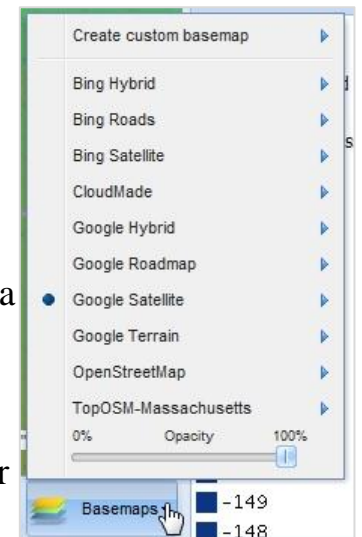 Create custom basemap
Bing Hybrid
Bing Roads
s
Bing Satellite
CloudMade
Google Hybrid
Google Roadmap
a
Google Satellite
Google Terrain
OpenStreetMap
TopOSM-Massachusetts
0% Opacity 100%
r
Basemaps
-149
-148